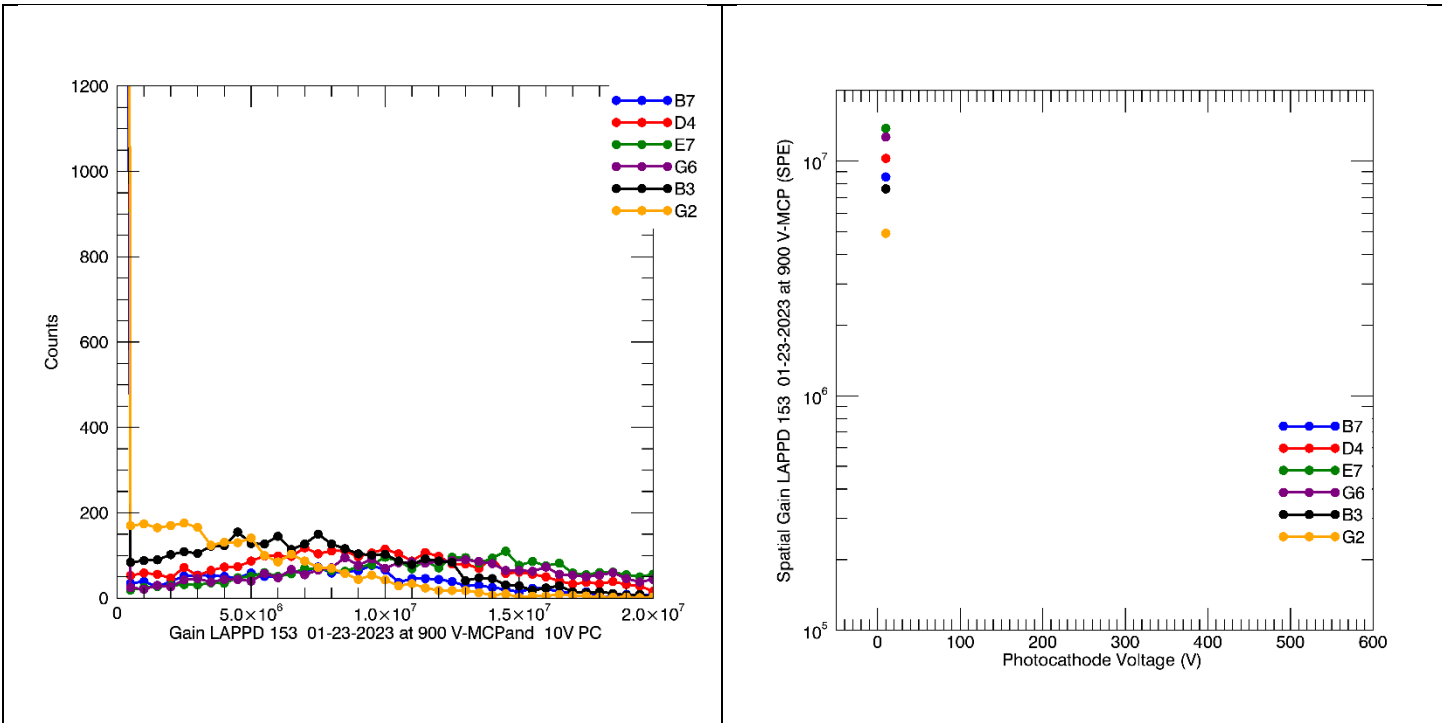 1200
1000
800
600
400
200
0
Counts
0
5.0×10⁶
1.0×10⁷
1.5×10⁷
2.0×10⁷
Gain LAPPD 153 01-23-2023 at 900 V-MCPand 10V PC
B7
D4
E7
G6
B3
G2
Spatial Gain LAPPD 153 01-23-2023 at 900 V-MCP (SPE)
10⁷
10⁶
10⁵
0
100
200
300
400
500
600
Photocathode Voltage (V)
B7
D4
E7
G6
B3
G2